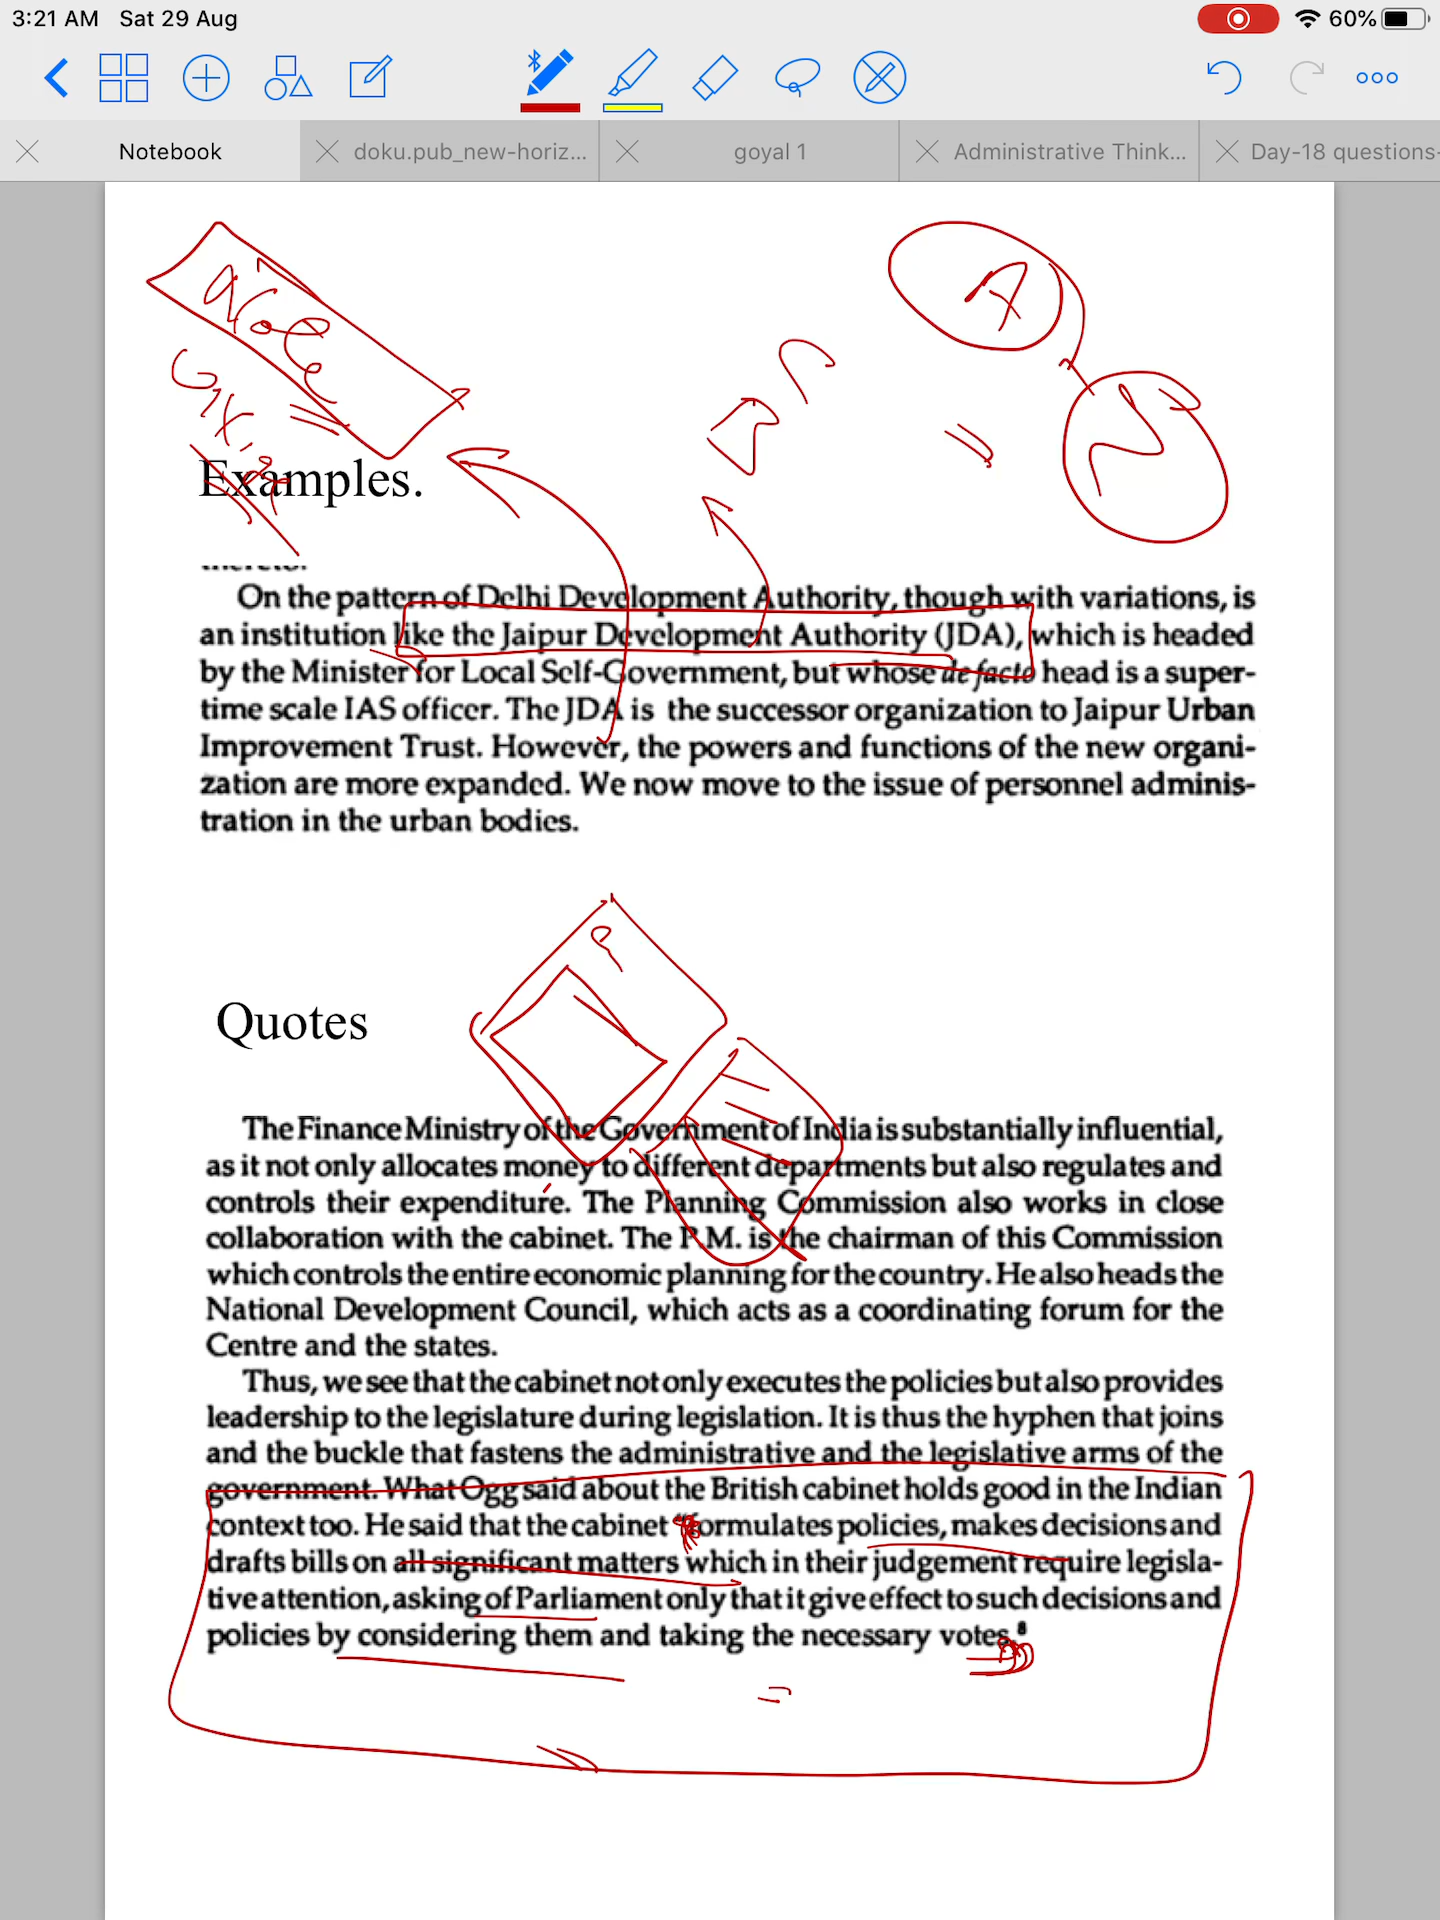 3:21 AM Sat 29 Aug
60%
Notebook
doku.pub_new-horiz...
goyal 1
Administrative Think...
Day-18 questions-
Note
A
Examples.
thereto.
On the pattern of Delhi Development Authority, though with variations, is
an institution like the Jaipur Development Authority (JDA), which is headed
by the Minister for Local Self-Government, but whose de facto head is a super-
time scale IAS officer. The JDA is the successor organization to Jaipur Urban
Improvement Trust. However, the powers and functions of the new organi-
zation are more expanded. We now move to the issue of personnel adminis-
tration in the urban bodies.
P
Quotes
The Finance Ministry of the Government of India is substantially influential,
as it not only allocates money to different departments but also regulates and
controls their expenditure. The Planning Commission also works in close
collaboration with the cabinet. The P.M. is the chairman of this Commission
which controls the entire economic planning for the country. He also heads the
National Development Council, which acts as a coordinating forum for the
Centre and the states.
Thus, we see that the cabinet not only executes the policies but also provides
leadership to the legislature during legislation. It is thus the hyphen that joins
and the buckle that fastens the administrative and the legislative arms of the
government. What Ogg said about the British cabinet holds good in the Indian
context too. He said that the cabinet "formulates policies, makes decisions and
drafts bills on all significant matters which in their judgement require legisla-
tive attention, asking of Parliament only that it give effect to such decisions and
policies by considering them and taking the necessary votes.8